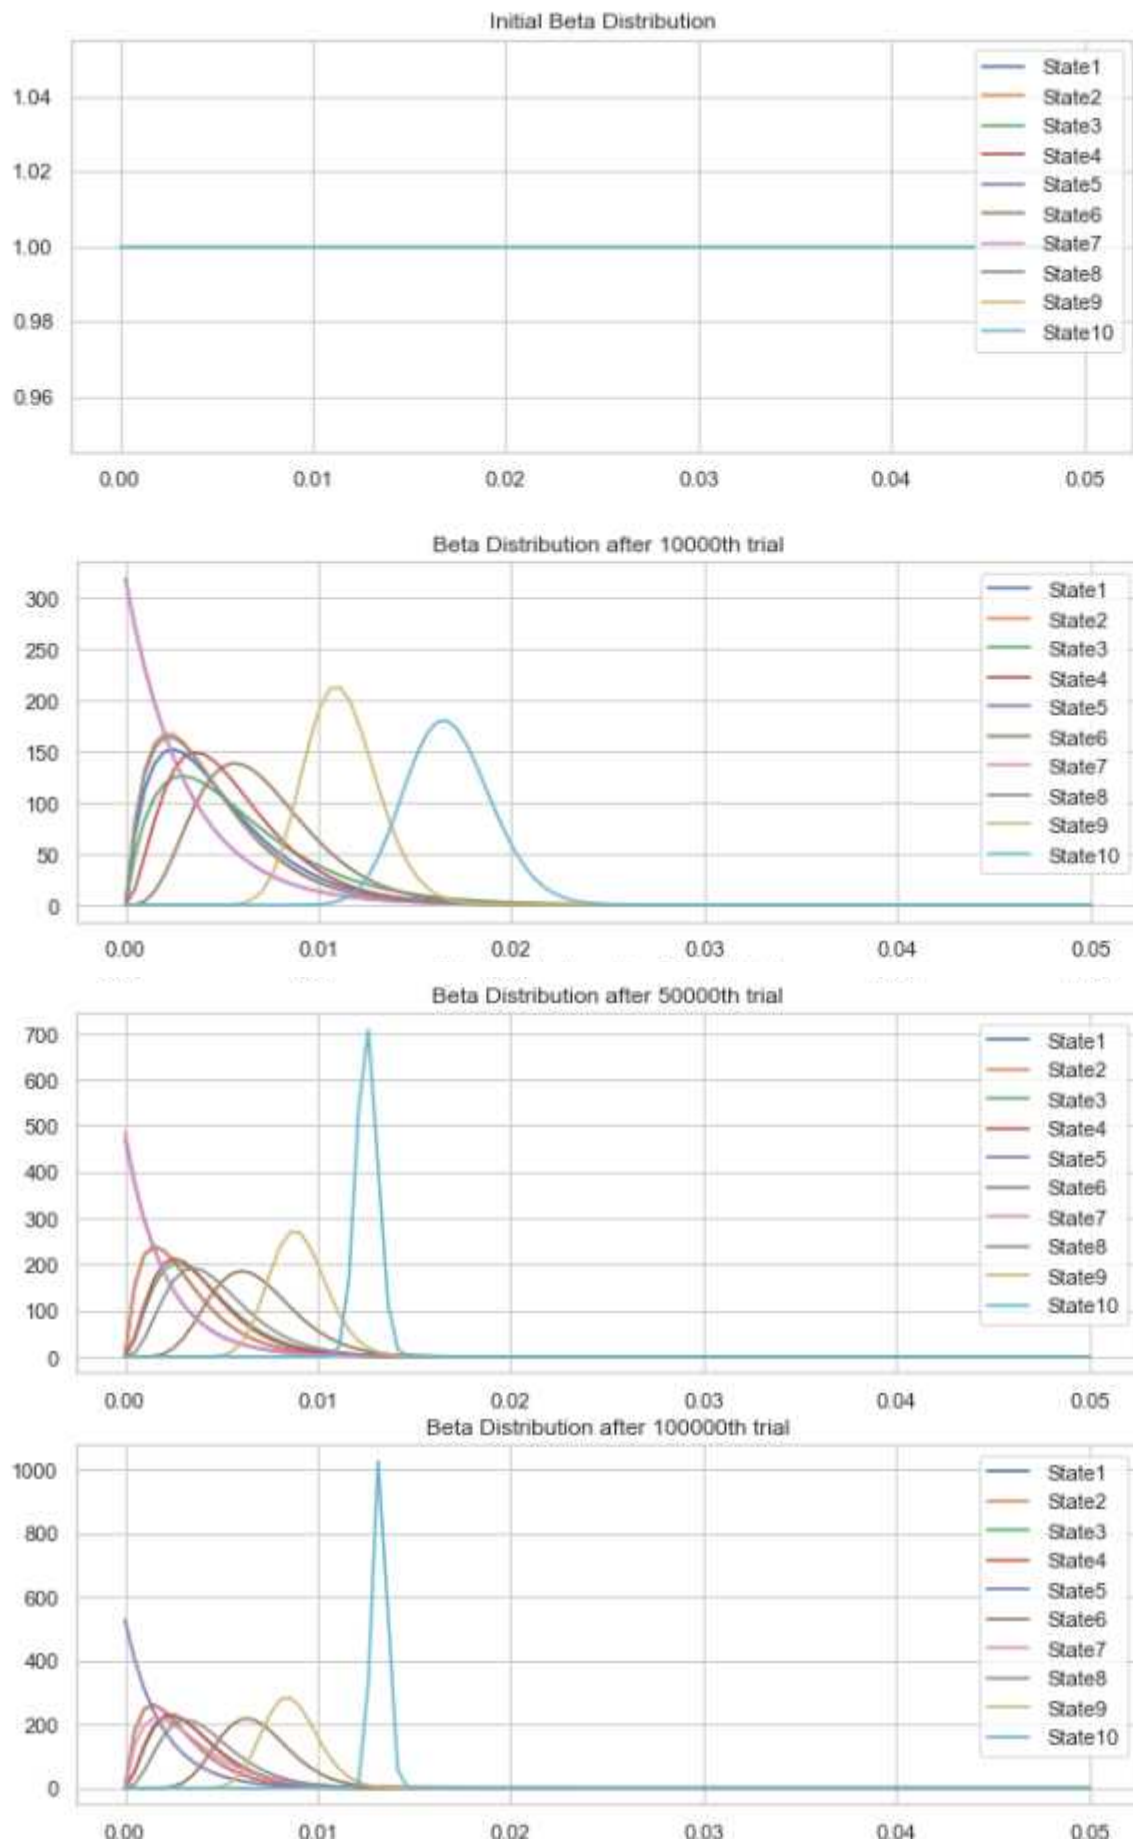 Initial Beta Distribution
State1
State2
State3
State4
State5
State6
State7
State8
State9
State10
1.04
1.02
1.00
0.98
0.96
0.00 0.01 0.02 0.03 0.04 0.05
Beta Distribution after 10000th trial
State1
State2
State3
State4
State5
State6
State7
State8
State9
State10
300
250
200
150
100
50
0
0.00 0.01 0.02 0.03 0.04 0.05
Beta Distribution after 50000th trial
State1
State2
State3
State4
State5
State6
State7
State8
State9
State10
700
600
500
400
300
200
100
0
0.00 0.01 0.02 0.03 0.04 0.05
Beta Distribution after 100000th trial
State1
State2
State3
State4
State5
State6
State7
State8
State9
State10
1000
800
600
400
200
0
0.00 0.01 0.02 0.03 0.04 0.05